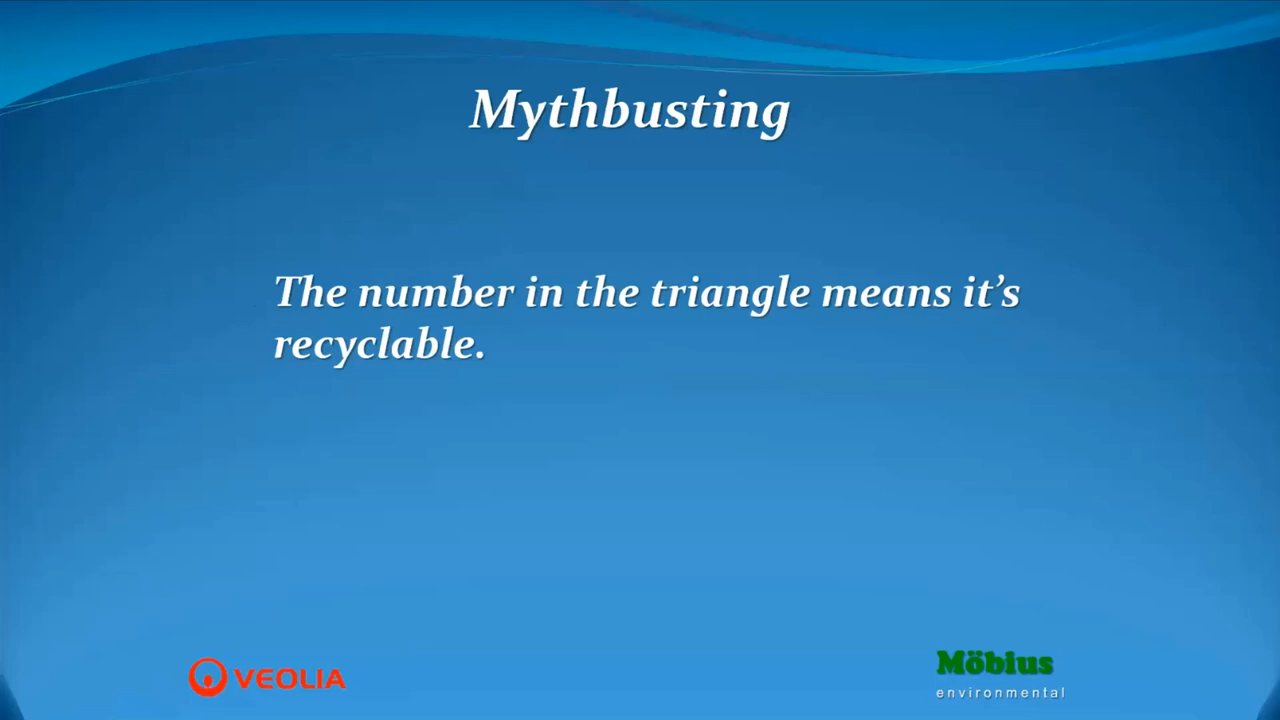 Mythbusting
The number in the triangle means it’s
recyclable.
VEOLIA
Möbius
environmental